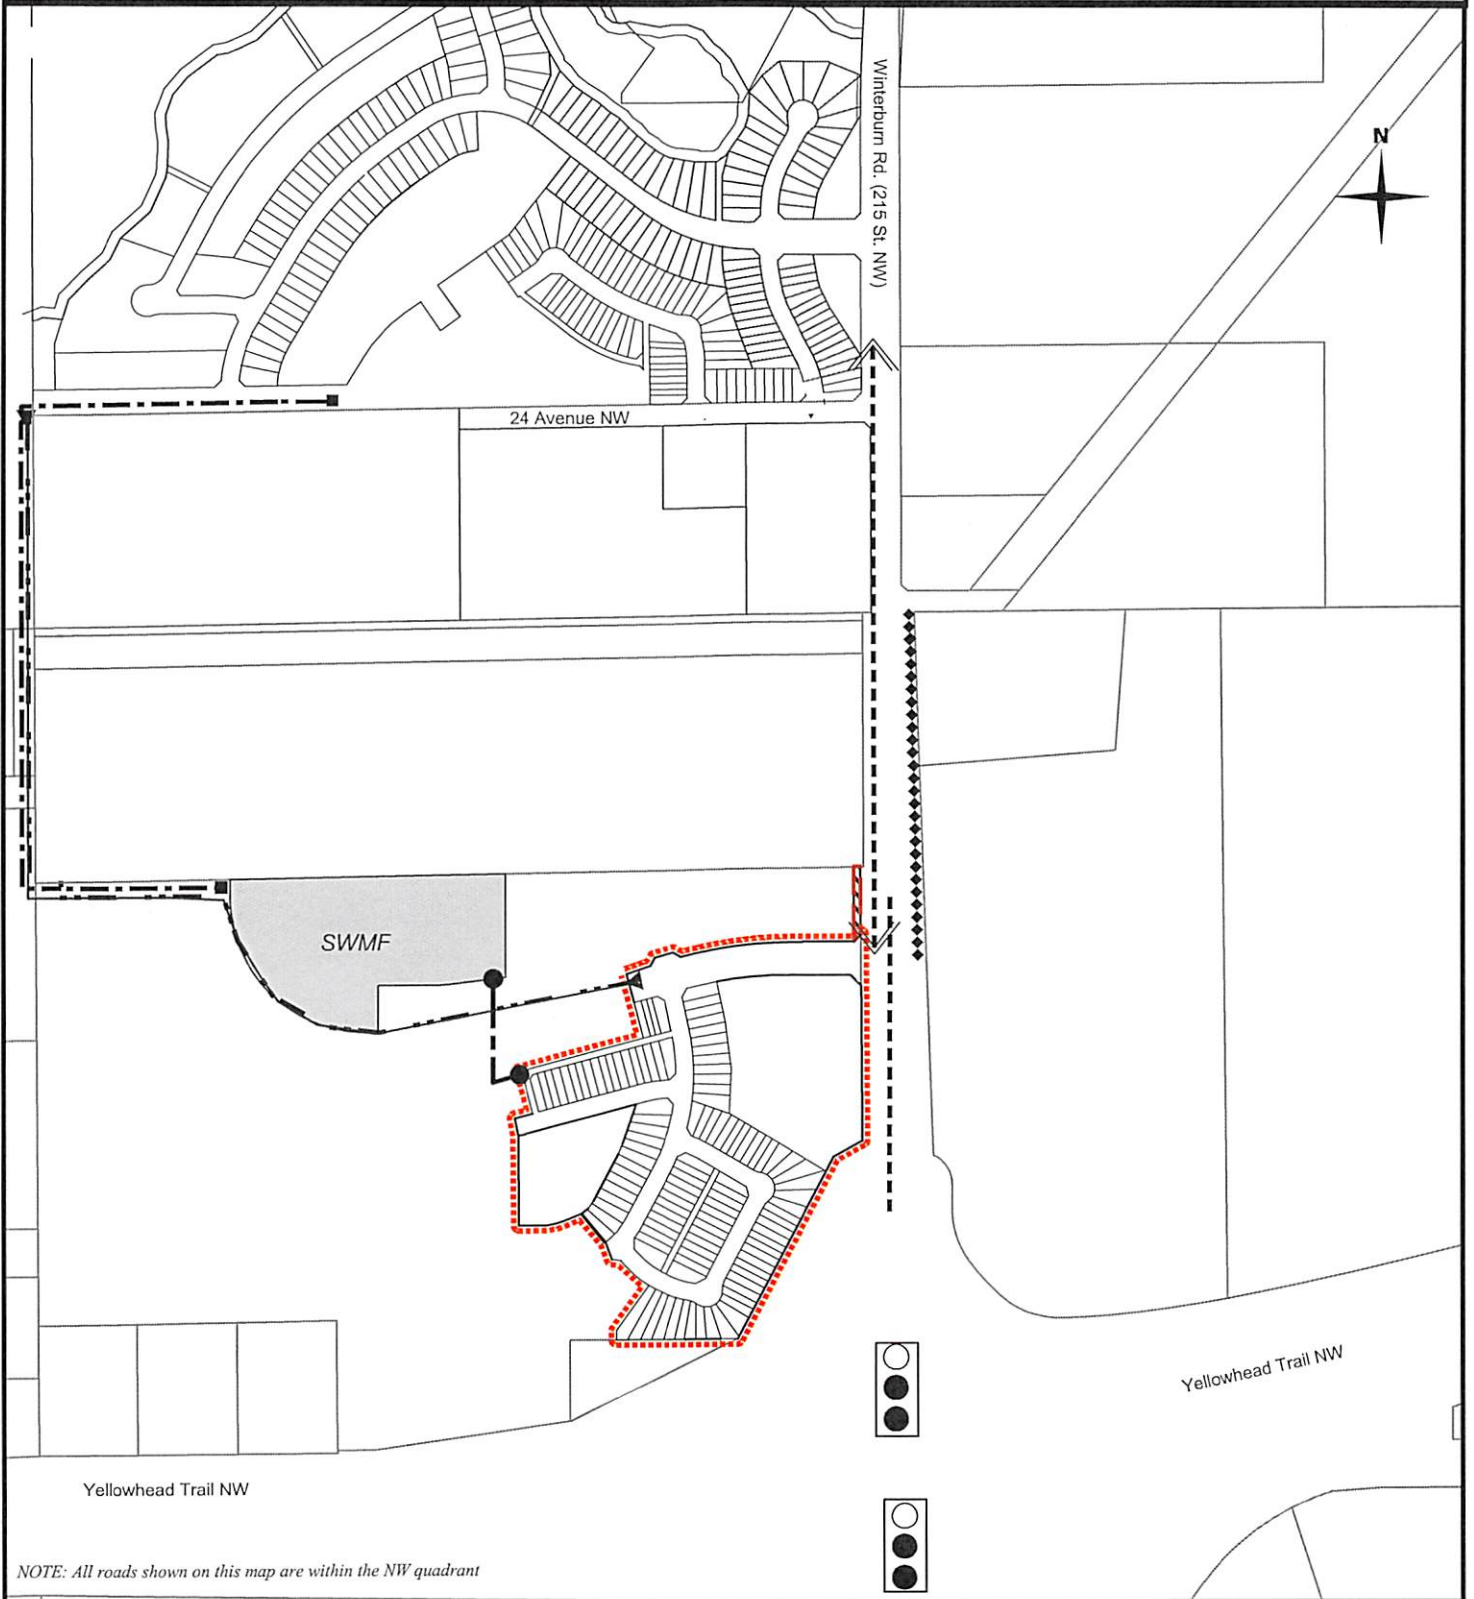 Winterburn Rd. (215 St. NW)
N
24 Avenue NW
SWMF
Yellowhead Trail NW
Yellowhead Trail NW
NOTE: All roads shown on this map are within the NW quadrant